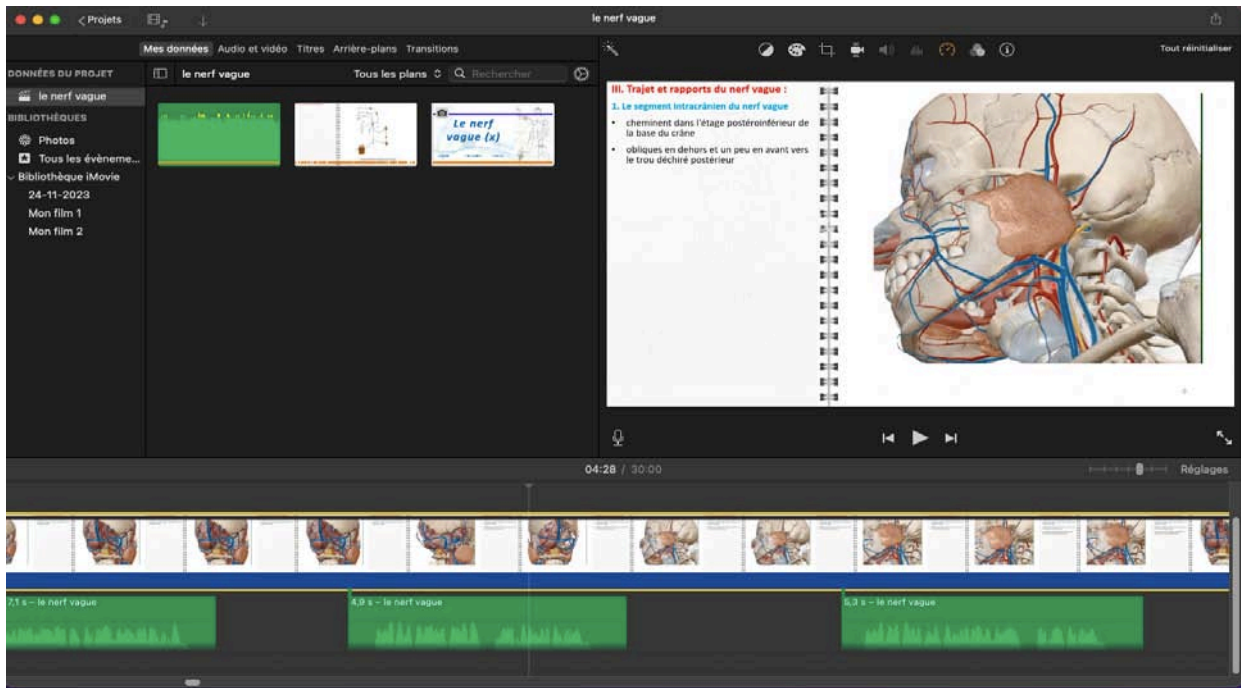 Projets
le nerf vague
Mes données Audio et vidéo Titres Arrière-plans Transitions
Tout réinitialiser
DONNÉES DU PROJET
le nerf vague
BIBLIOTHÈQUES
Photos
Tous les évèneme...
Bibliothèque iMovie
24-11-2023
Mon film 1
Mon film 2
le nerf vague
Tous les plans
Rechercher
Le nerf
vague (x)
III. Trajet et rapports du nerf vague :
1. Le segment intracrânien du nerf vague
• cheminent dans l'étage postéroinférieur de
la base du crâne
• obliques en dehors et un peu en avant vers
le trou déchiré postérieur
04:28 / 30:00
Réglages
7,1 s – le nerf vague
4,9 s – le nerf vague
5,3 s – le nerf vague